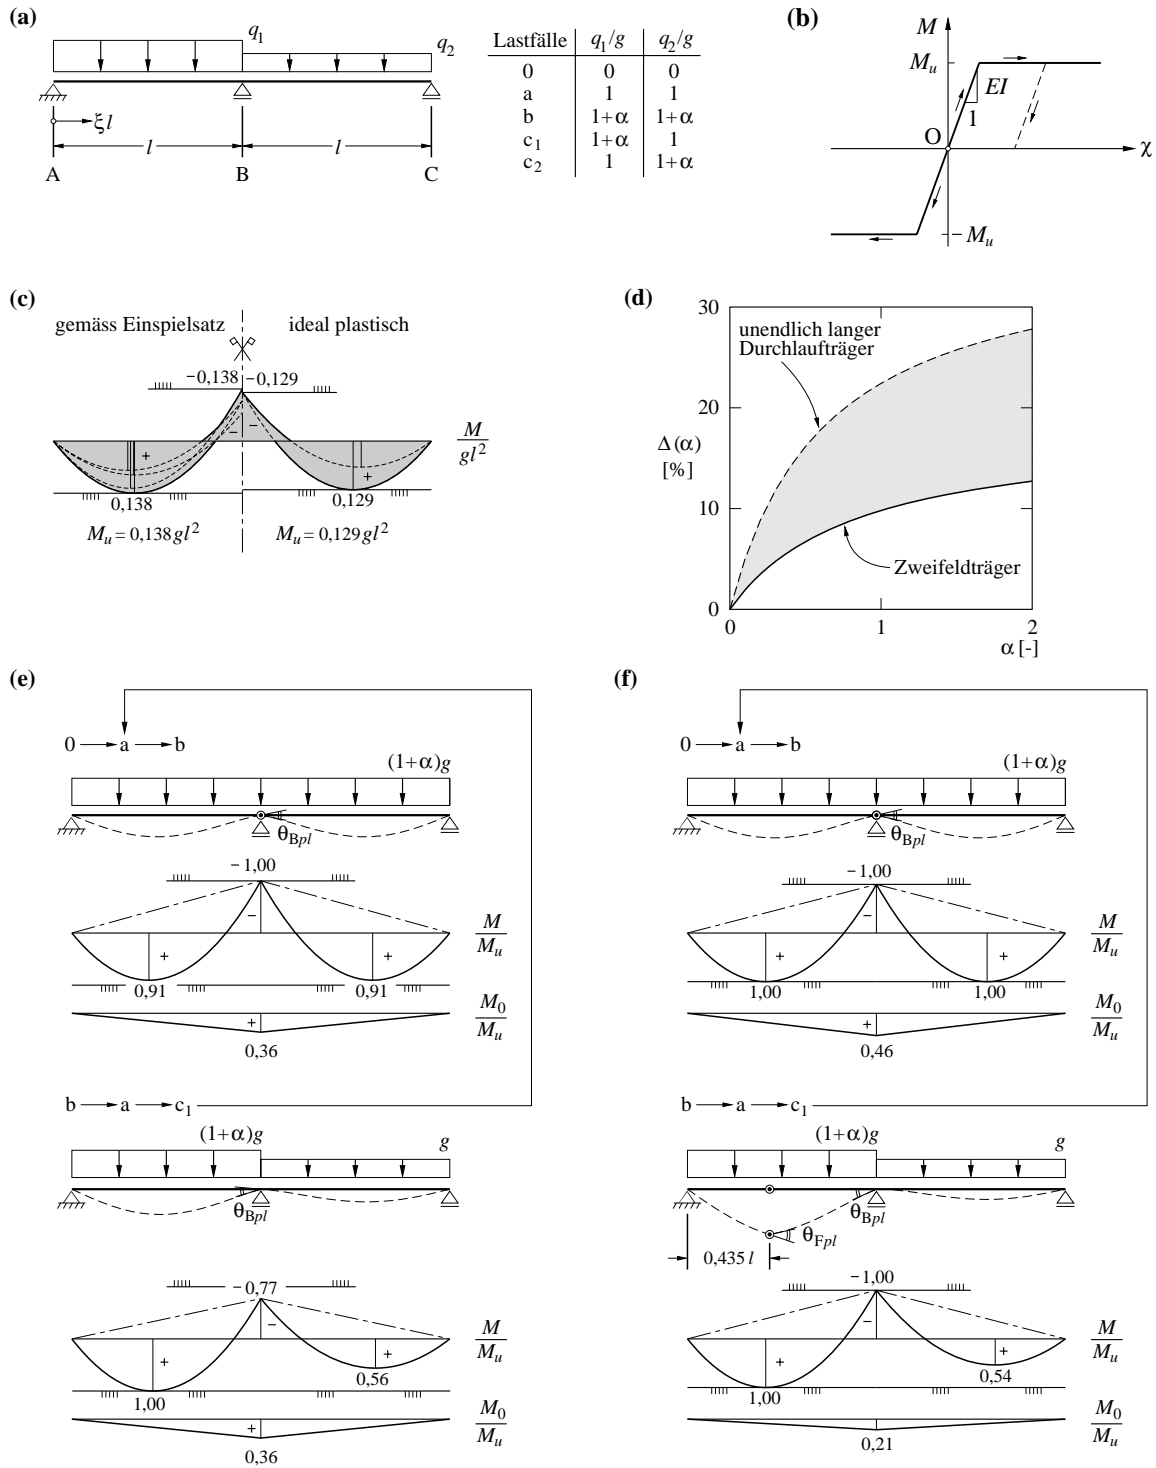 (a)
q1
q2
ξl
l
l
A
B
C
Lastfälle q1/g q2/g
0 0 0
a 1 1
b 1+α 1+α
c1 1+α 1
c2 1 1+α
(b)
M
Mu
EI
1
O
χ
−Mu
(c)
gemäss Einspielsatz
ideal plastisch
−0,138
−0,129
−
−
M
gl²
+
+
0,138
0,129
Mu = 0,138gl²
Mu = 0,129gl²
(d)
30
unendlich langer
Durchlaufträger
20
Δ(α)
[%]
10
Zweifeldträger
0
0
1
2
α [-]
(e)
0 a b
(1+α)g
θBpl
−1,00
−
M
Mu
+
+
0,91
0,91
M0
Mu
+
0,36
b a c1
(1+α)g
g
θBpl
−0,77
−
M
Mu
+
+
0,56
1,00
M0
Mu
+
0,36
(f)
0 a b
(1+α)g
θBpl
−1,00
−
M
Mu
+
+
1,00
1,00
M0
Mu
+
0,46
b a c1
(1+α)g
g
θBpl
θFpl
0,435l
−1,00
−
M
Mu
+
+
0,54
1,00
M0
Mu
0,21